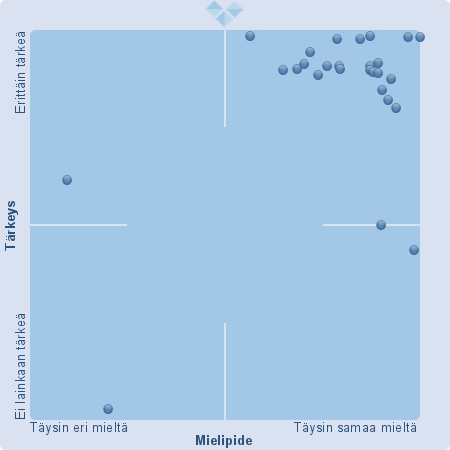 Erittäin tärkeä
Tärkeys
Ei lainkaan tärkeä
Täysin eri mieltä
Täysin samaa mieltä
Mielipide